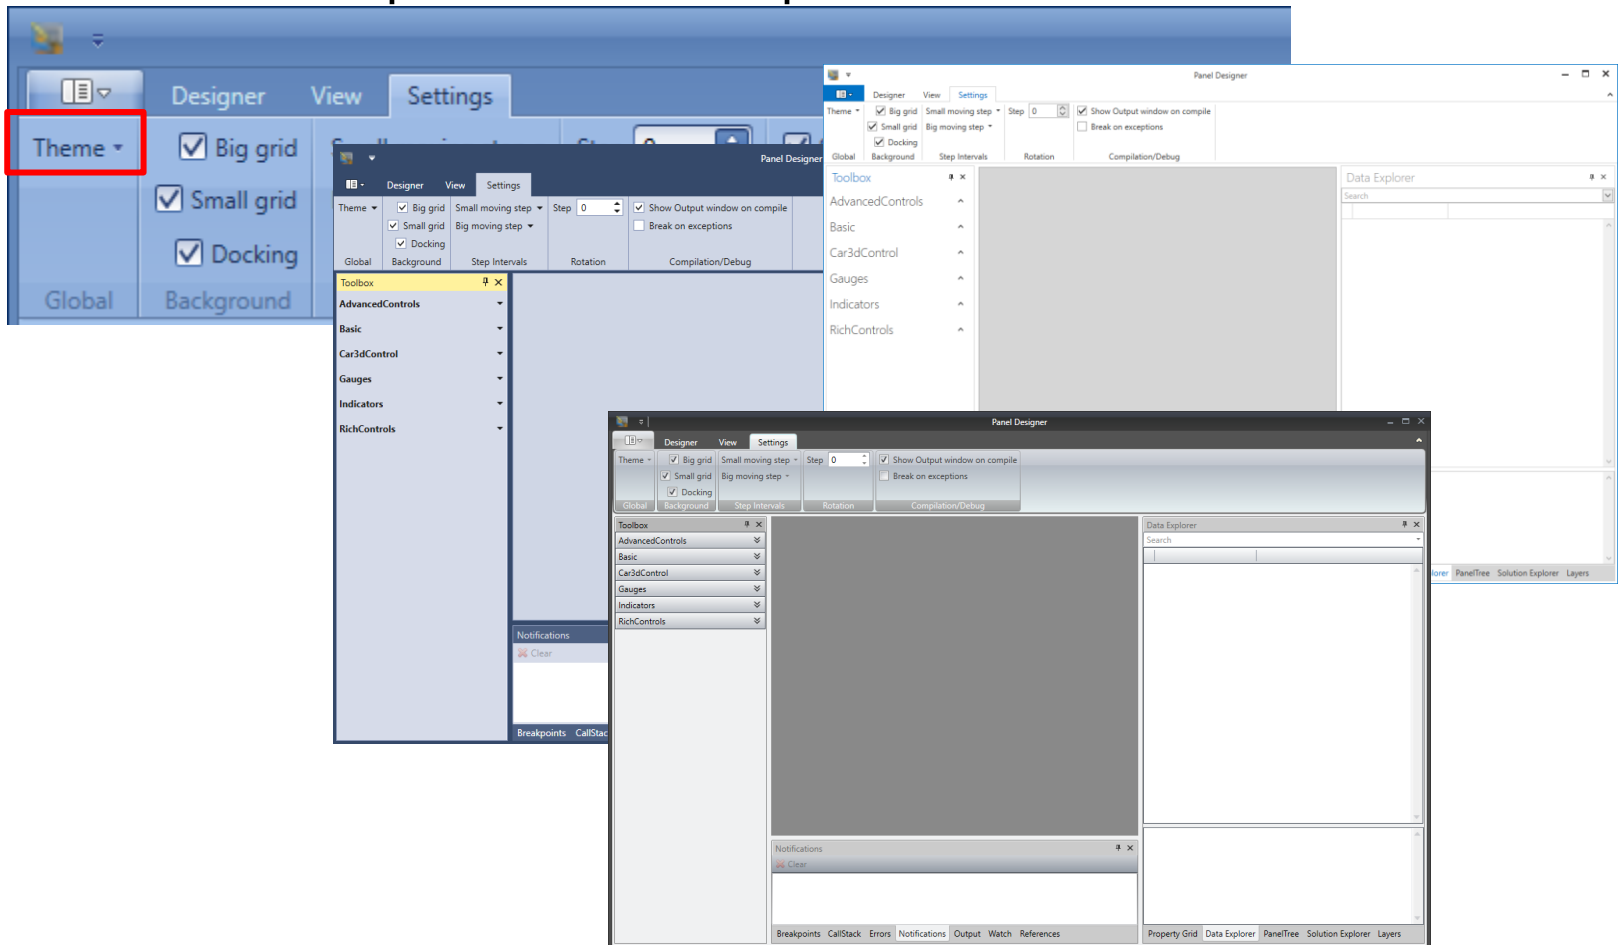 Designer View Settings
Theme Big grid
Small grid
Docking
Global Background
Panel Designer
Designer View Settings
Theme Big grid Small moving step Step 0 Show Output window on compile
Small grid Big moving step Break on exceptions
Docking
Global Background Step Intervals Rotation Compilation/Debug
Toolbox
AdvancedControls
Basic
Car3dControl
Gauges
Indicators
RichControls
Notifications
Clear
Breakpoints
Panel Designer
Designer View Settings
Theme Big grid Small moving step Step 0 Show Output window on compile
Small grid Big moving step Break on exceptions
Docking
Global Background Step Intervals Rotation Compilation/Debug
Toolbox Data Explorer
Search
AdvancedControls
Basic
Car3dControl
Gauges
Indicators
RichControls
PanelTree Solution Explorer Layers
Panel Designer
Designer View Settings
Theme Big grid Small moving step Step 0 Show Output window on compile
Small grid Big moving step Break on exceptions
Docking
Global Background Step Intervals Rotation Compilation/Debug
Toolbox Data Explorer
AdvancedControls Search
Basic
Car3dControl
Gauges
Indicators
RichControls
Notifications
Clear
Breakpoints CallStack Errors Notifications Output Watch References Property Grid Data Explorer PanelTree Solution Explorer Layers